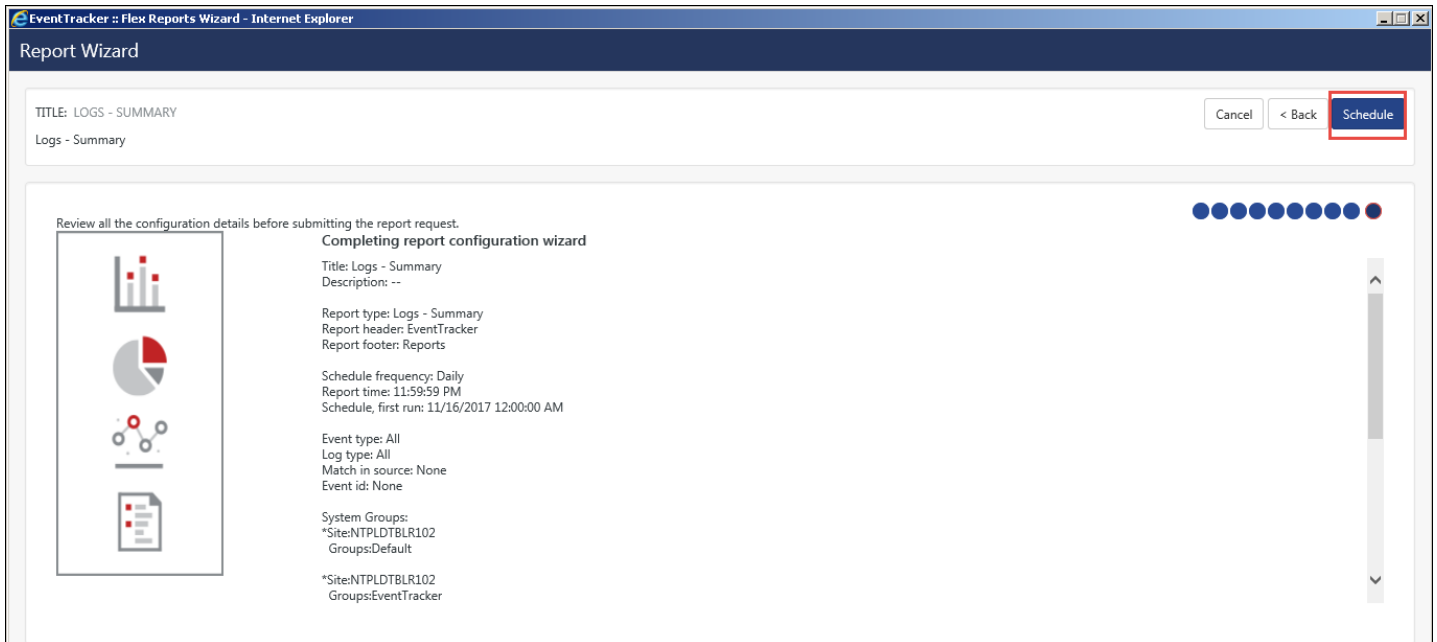 EventTracker :: Flex Reports Wizard - Internet Explorer
Report Wizard
TITLE: LOGS - SUMMARY
Cancel
< Back
Schedule
Logs - Summary
Review all the configuration details before submitting the report request.
Completing report configuration wizard
Title: Logs - Summary
Description: --
Report type: Logs - Summary
Report header: EventTracker
Report footer: Reports
Schedule frequency: Daily
Report time: 11:59:59 PM
Schedule, first run: 11/16/2017 12:00:00 AM
Event type: All
Log type: All
Match in source: None
Event id: None
System Groups:
*Site:NTPLDTBLR102
Groups:Default
*Site:NTPLDTBLR102
Groups:EventTracker